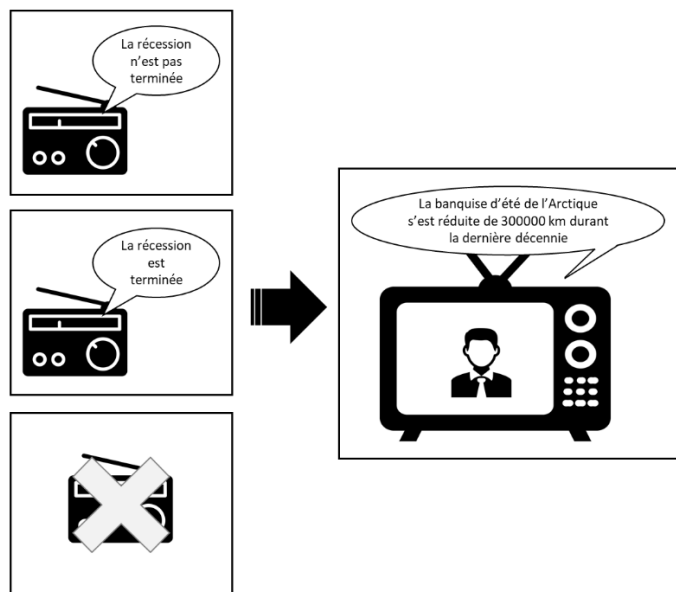 La récession
n'est pas
terminée
La récession
est
terminée
La banquise d'été de l'Arctique
s'est réduite de 300000 km durant
la dernière décennie